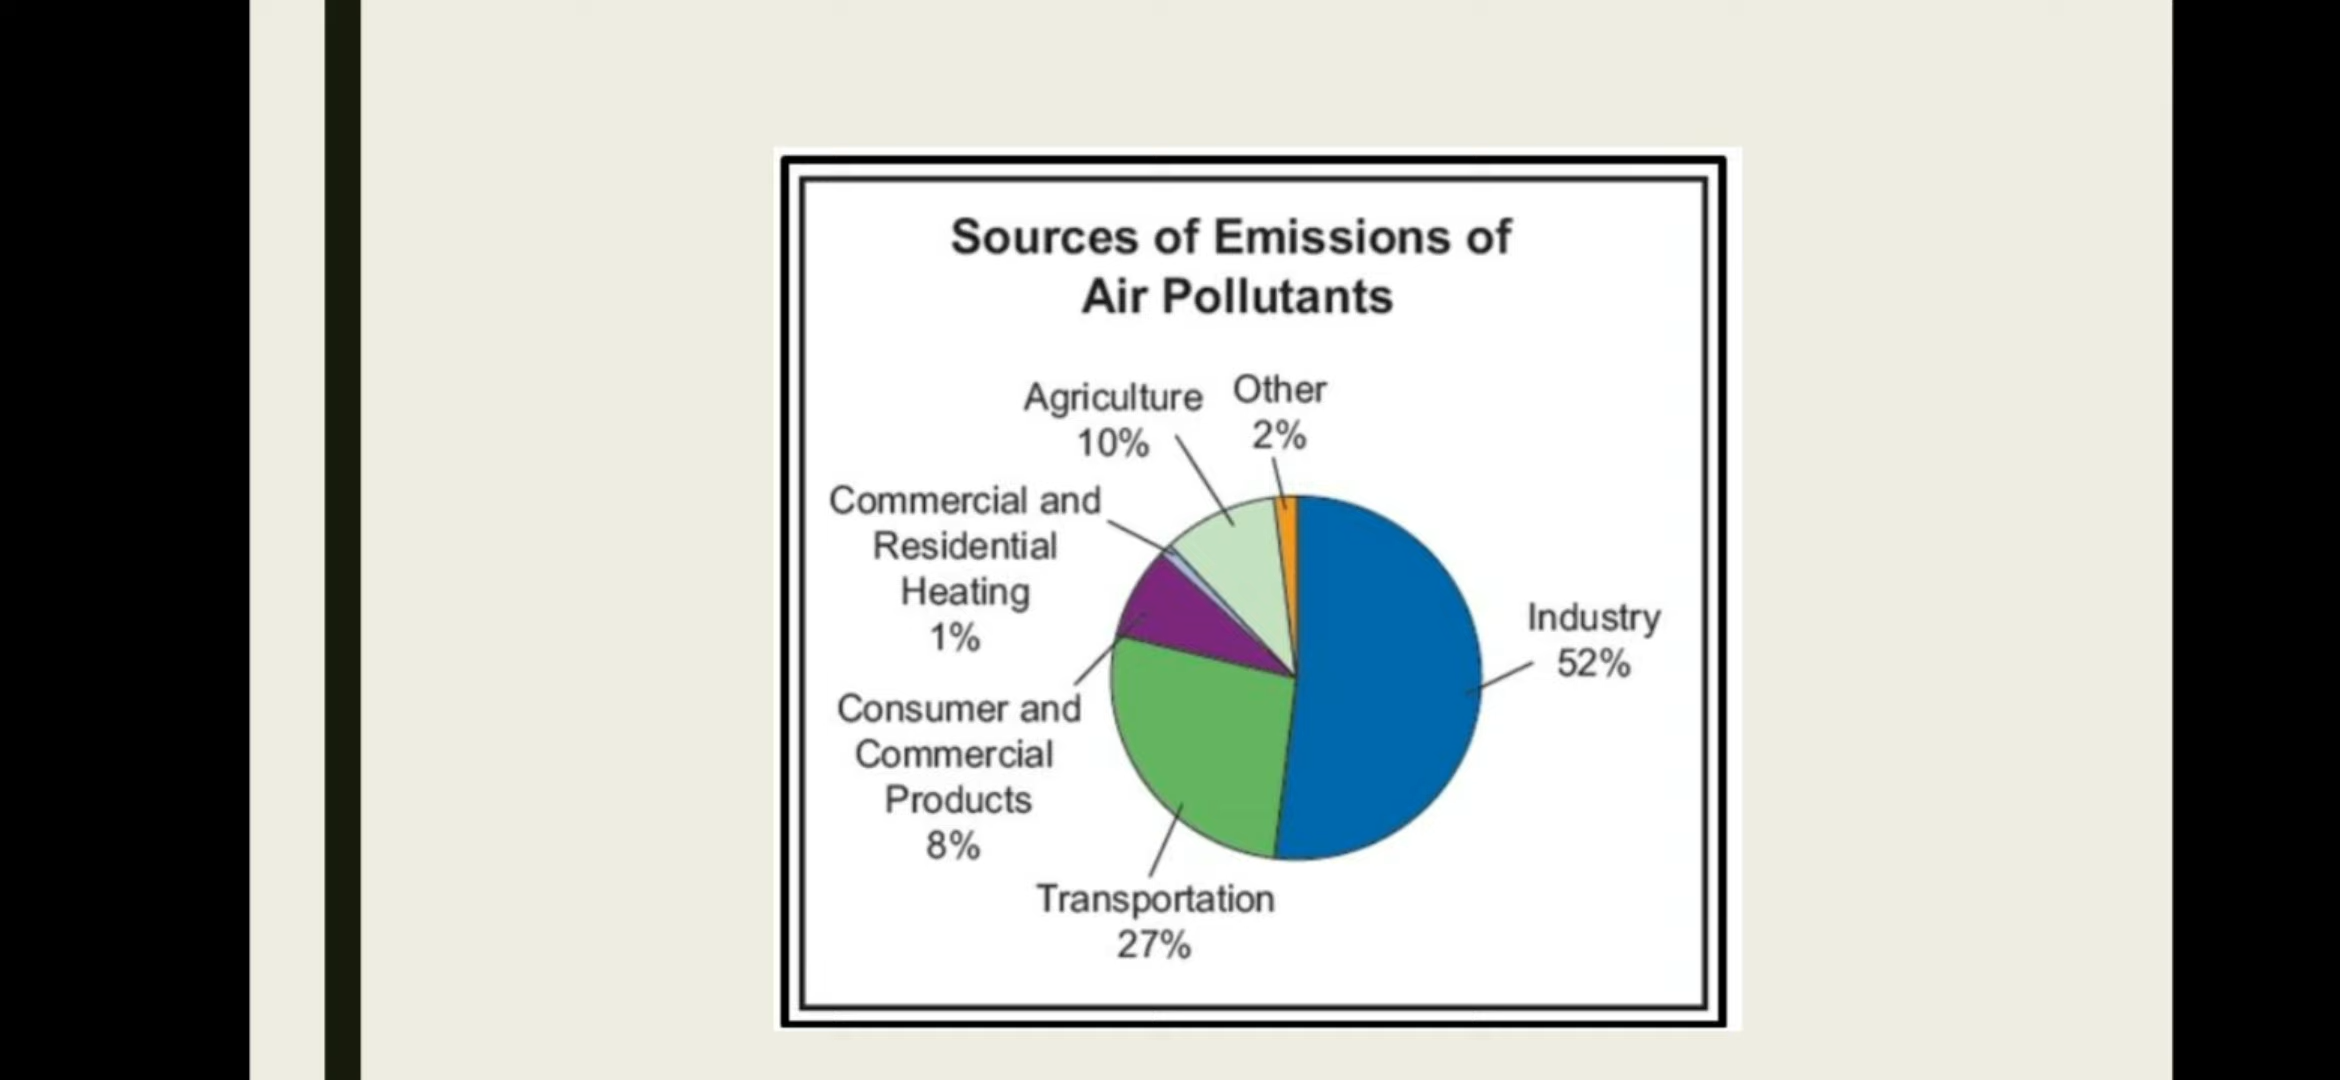 Sources of Emissions of
Air Pollutants
Agriculture
10%
Other
2%
Commercial and
Residential
Heating
1%
Industry
52%
Consumer and
Commercial
Products
8%
Transportation
27%